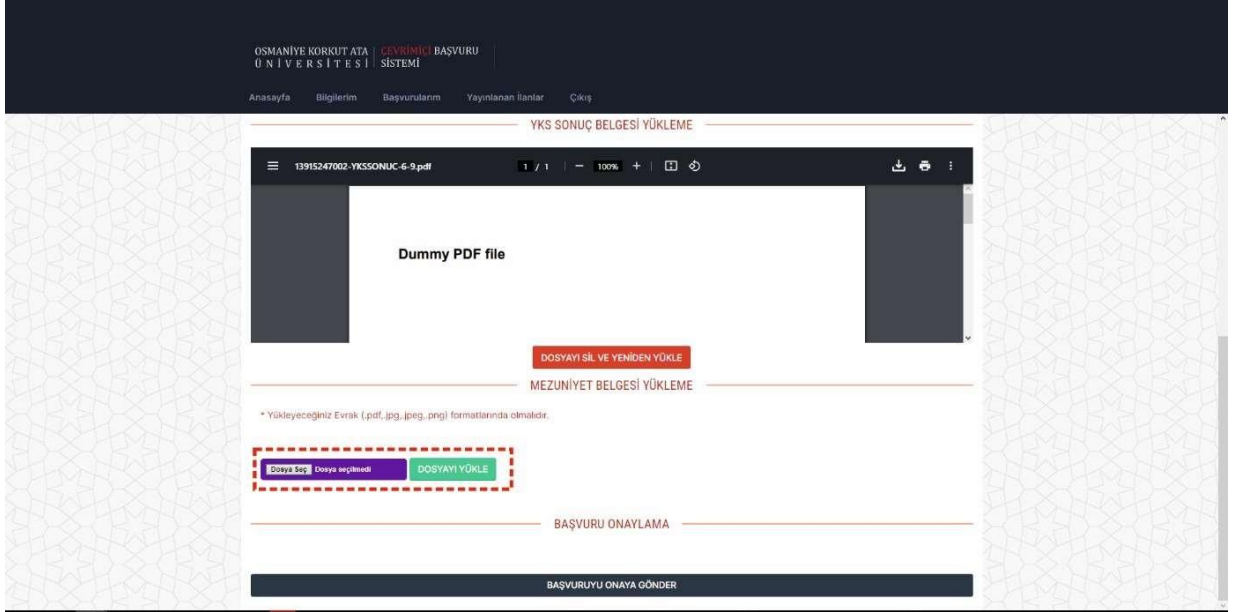 OSMANİYE KORKUT ATA ÇEVRİMİÇİ BAŞVURU
ÜNİVERSİTESİ SİSTEMİ
Anasayfa Bilgilerim Başvurularım Yayınlanan İlanlar Çıkış
YKS SONUÇ BELGESİ YÜKLEME
13915247002-YKSSONUC-6-9.pdf 1 / 1 100%
Dummy PDF file
DOSYAYI SİL VE YENİDEN YÜKLE
MEZUNİYET BELGESİ YÜKLEME
* Yükleyeceğiniz Evrak (.pdf,.jpg,.jpeg,.png) formatlarında olmalıdır.
Dosya Seç Dosya seçilmedi DOSYAYI YÜKLE
BAŞVURU ONAYLAMA
BAŞVURUYU ONAYA GÖNDER